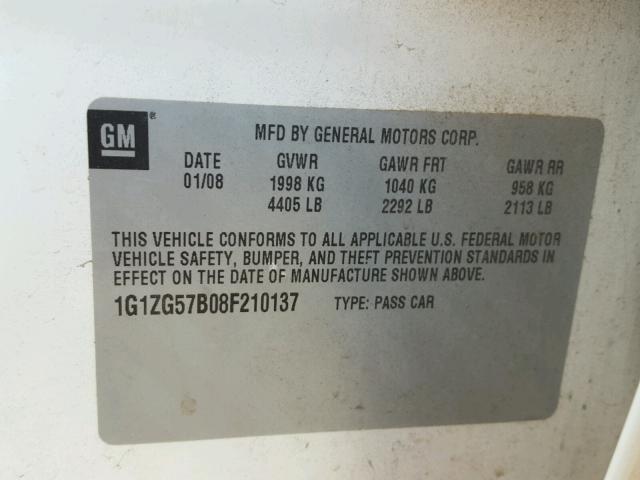 GM ®
MFD BY GENERAL MOTORS CORP.
DATE GVWR GAWR FRT GAWR RR
01/08 1998 KG 1040 KG 958 KG
4405 LB 2292 LB 2113 LB
THIS VEHICLE CONFORMS TO ALL APPLICABLE U.S. FEDERAL MOTOR
VEHICLE SAFETY, BUMPER, AND THEFT PREVENTION STANDARDS IN
EFFECT ON THE DATE OF MANUFACTURE SHOWN ABOVE.
1G1ZG57B08F210137 TYPE: PASS CAR